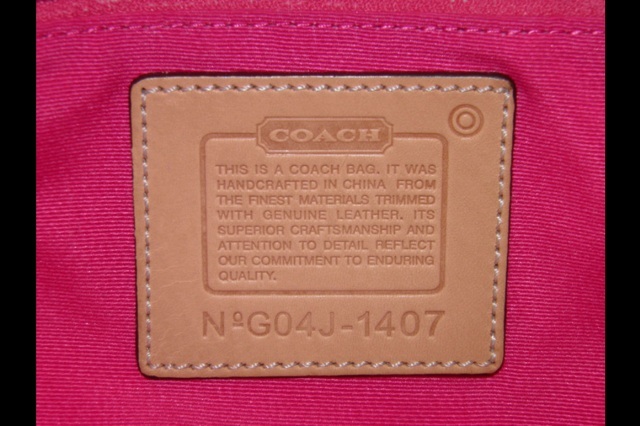 COACH
THIS IS A COACH BAG. IT WAS
HANDCRAFTED IN CHINA FROM
THE FINEST MATERIALS TRIMMED
WITH GENUINE LEATHER. ITS
SUPERIOR CRAFTSMANSHIP AND
ATTENTION TO DETAIL REFLECT
OUR COMMITMENT TO ENDURING
QUALITY.
NºG04J-1407